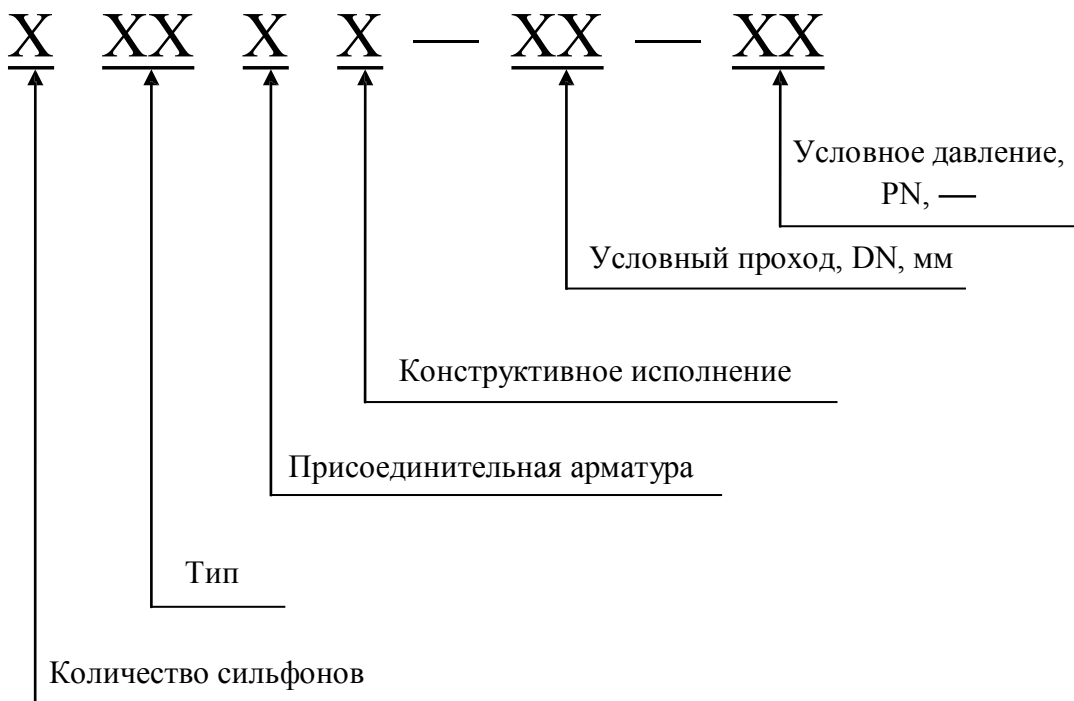 X XX X X — XX — XX
Условное давление,
PN, —
Условный проход, DN, мм
Конструктивное исполнение
Присоединительная арматура
Тип
Количество сильфонов